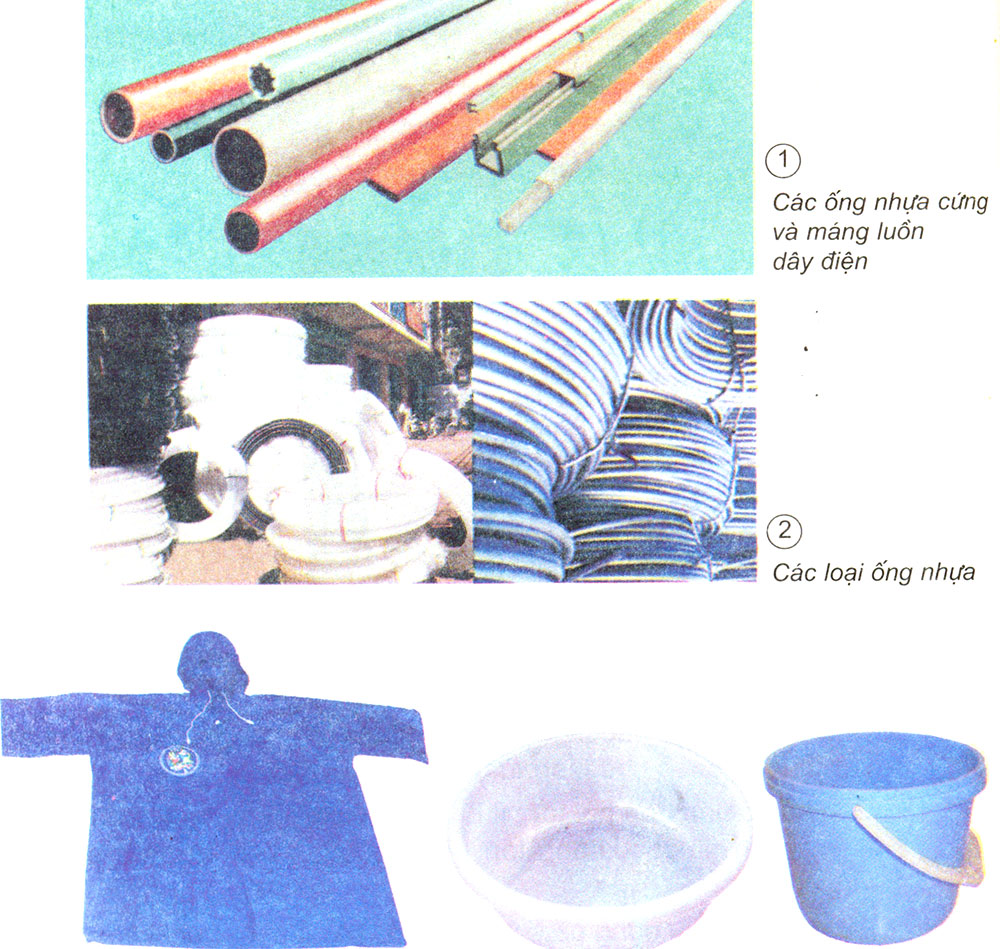 1
Các ống nhựa cứng
và máng luồn
dây điện
2
Các loại ống nhựa